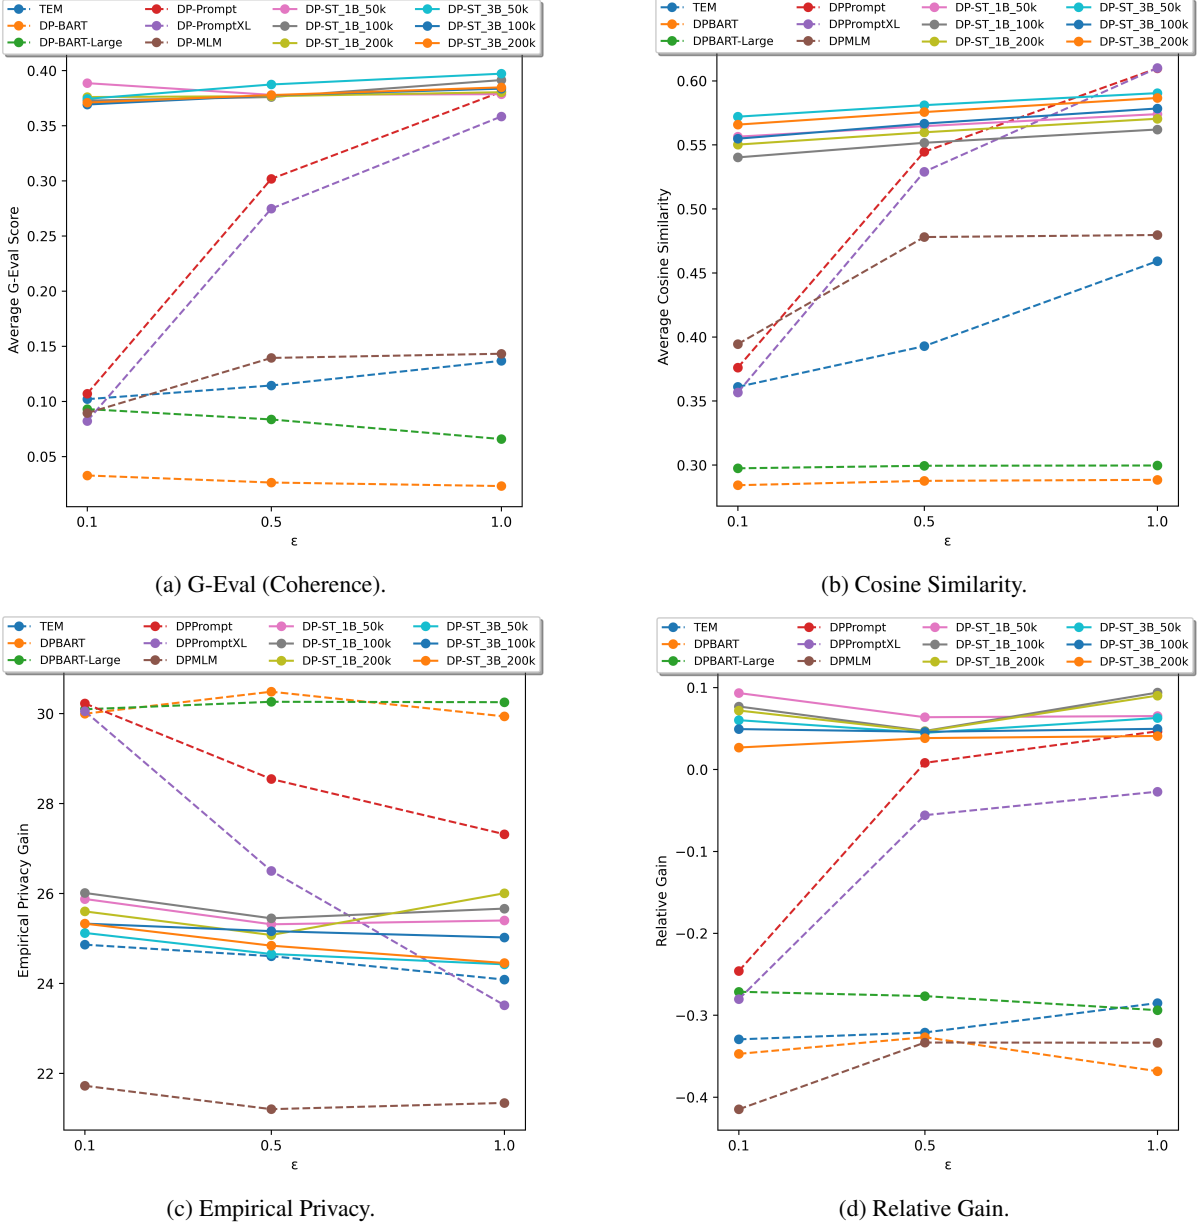 TEM DP-Prompt DP-ST_1B_50k DP-ST_3B_50k
DP-BART DP-PromptXL DP-ST_1B_100k DP-ST_3B_100k
DP-BART-Large DP-MLM DP-ST_1B_200k DP-ST_3B_200k
0.40
0.35
0.30
0.25
0.20
0.15
0.10
0.05
Average G-Eval Score
0.1 0.5 1.0
ε
(a) G-Eval (Coherence).
TEM DPPrompt DP-ST_1B_50k DP-ST_3B_50k
DPBART DPPromptXL DP-ST_1B_100k DP-ST_3B_100k
DPBART-Large DPMLM DP-ST_1B_200k DP-ST_3B_200k
0.60
0.55
0.50
0.45
0.40
0.35
0.30
Average Cosine Similarity
0.1 0.5 1.0
ε
(b) Cosine Similarity.
TEM DPPrompt DP-ST_1B_50k DP-ST_3B_50k
DPBART DPPromptXL DP-ST_1B_100k DP-ST_3B_100k
DPBART-Large DPMLM DP-ST_1B_200k DP-ST_3B_200k
30
28
26
24
22
Empirical Privacy Gain
0.1 0.5 1.0
ε
(c) Empirical Privacy.
TEM DPPrompt DP-ST_1B_50k DP-ST_3B_50k
DPBART DPPromptXL DP-ST_1B_100k DP-ST_3B_100k
DPBART-Large DPMLM DP-ST_1B_200k DP-ST_3B_200k
0.1
0.0
−0.1
−0.2
−0.3
−0.4
Relative Gain
0.1 0.5 1.0
ε
(d) Relative Gain.